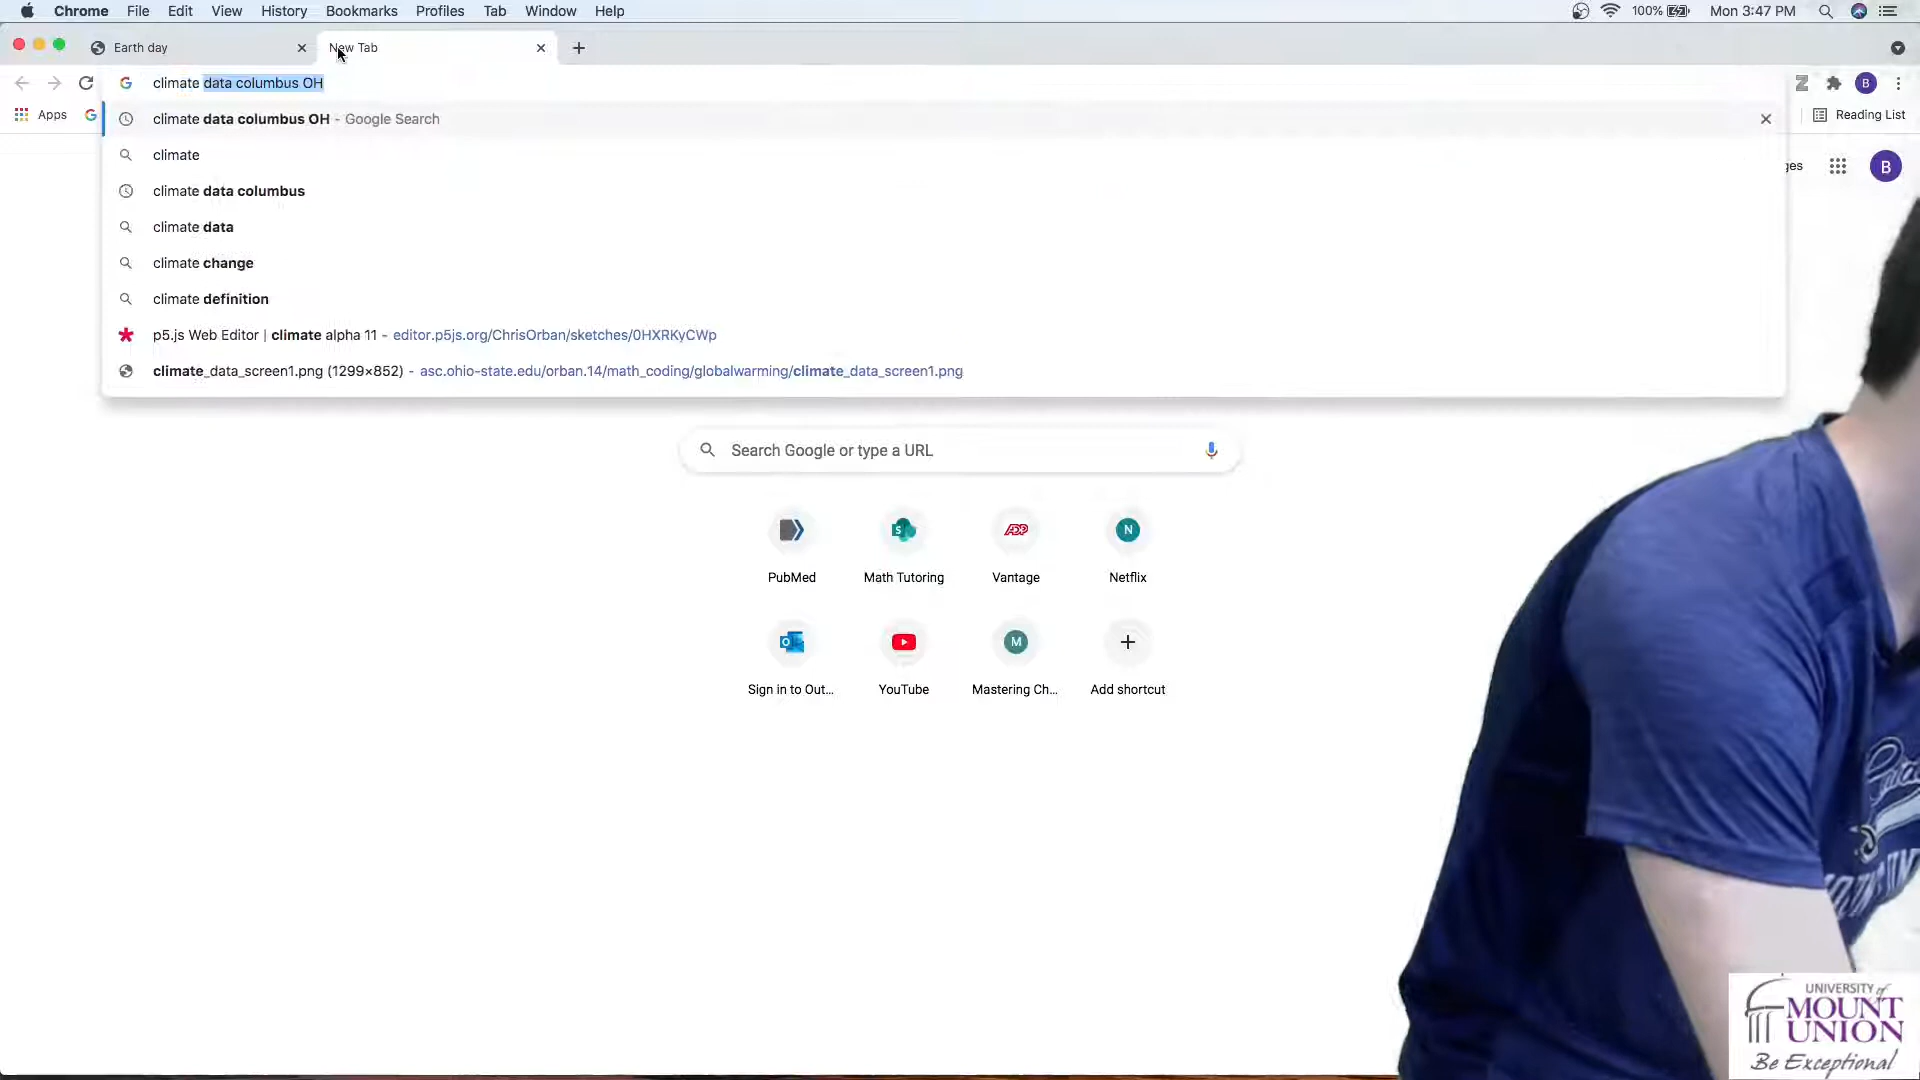 Chrome File Edit View History Bookmarks Profiles Tab Window Help 100% Mon 3:47 PM
Earth day New Tab
climate data columbus OH B
Apps Reading List
climate data columbus OH - Google Search
climate
B
climate data columbus
climate data
climate change
climate definition
p5.js Web Editor | climate alpha 11 - editor.p5js.org/ChrisOrban/sketches/0HXRKyCWp
climate_data_screen1.png (1299×852) - asc.ohio-state.edu/orban.14/math_coding/globalwarming/climate_data_screen1.png
Search Google or type a URL
S ADP N
PubMed Math Tutoring Vantage Netflix
M
Sign in to Out... YouTube Mastering Ch... Add shortcut
UNIVERSITY of
MOUNT
UNION
Be Exceptional